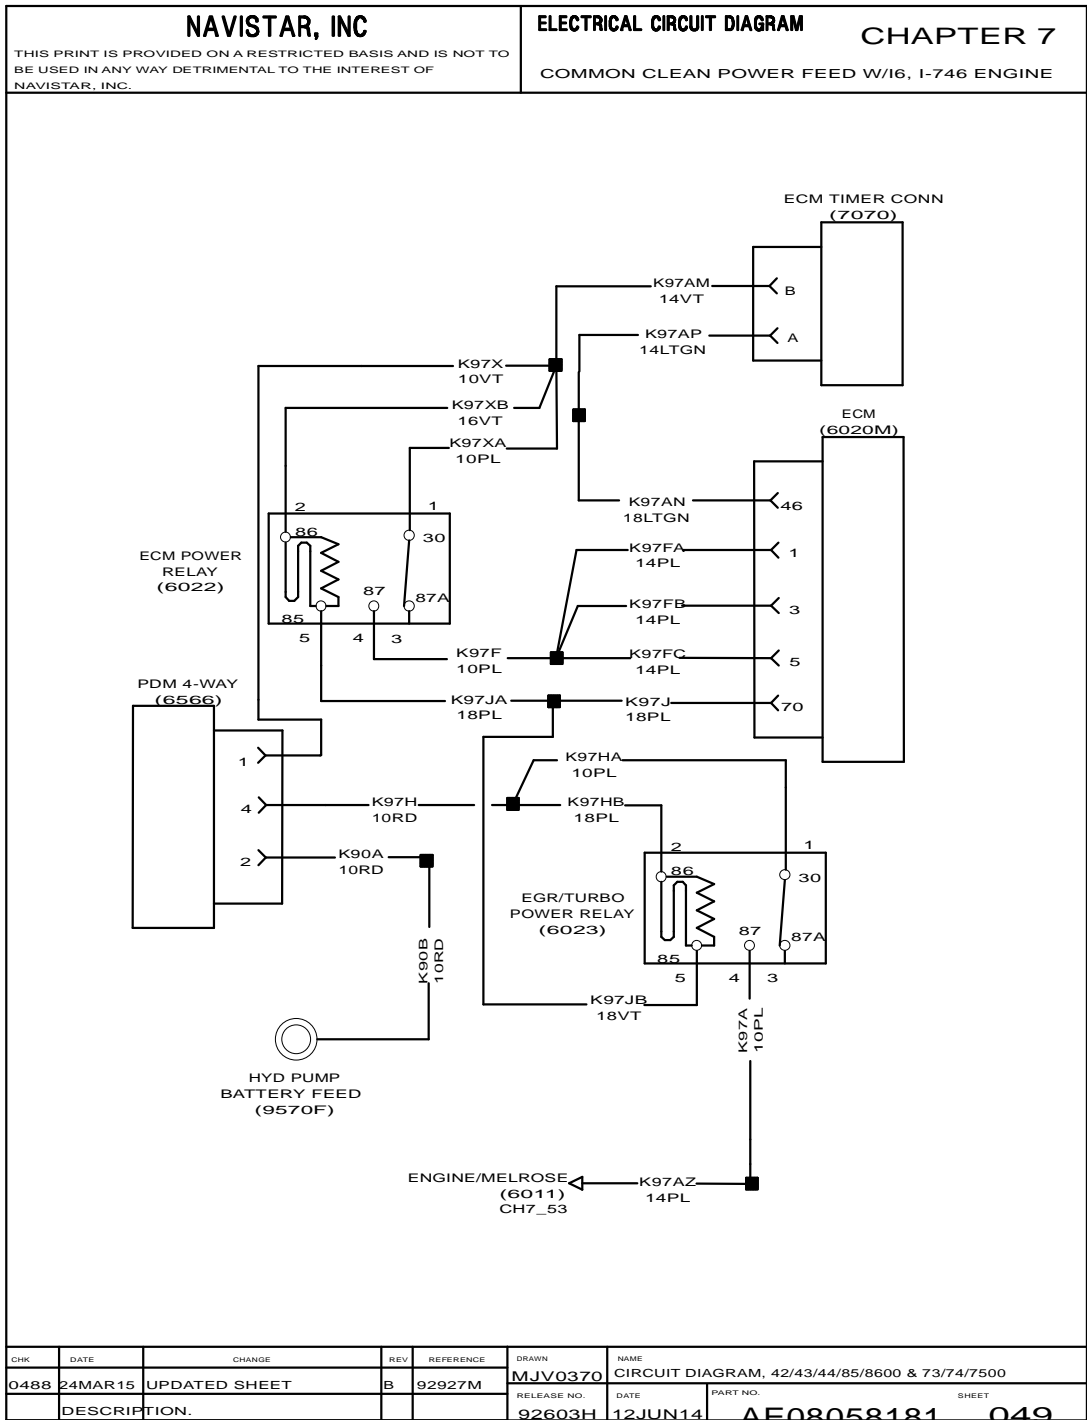 NAVISTAR, INC
THIS PRINT IS PROVIDED ON A RESTRICTED BASIS AND IS NOT TO
BE USED IN ANY WAY DETRIMENTAL TO THE INTEREST OF
NAVISTAR, INC.
ELECTRICAL CIRCUIT DIAGRAM
CHAPTER 7
COMMON CLEAN POWER FEED W/I6, I-746 ENGINE
ECM TIMER CONN
(7070)
K97AM
14VT
B
K97AP
14LTGN
A
K97X
10VT
K97XB
16VT
K97XA
10PL
ECM
(6020M)
K97AN
18LTGN
46
2
1
86
30
ECM POWER
RELAY
(6022)
87
87A
85
5
4
3
K97FA
14PL
1
K97FB
14PL
3
K97F
10PL
K97FC
14PL
5
K97JA
18PL
K97J
18PL
70
PDM 4-WAY
(6566)
1
4
2
K97H
10RD
K97HA
10PL
K97HB
18PL
K90A
10RD
2
1
86
30
EGR/TURBO
POWER RELAY
(6023)
87
87A
85
5
4
3
K90B
10RD
K97JB
18VT
K97A
10PL
HYD PUMP
BATTERY FEED
(9570F)
ENGINE/MELROSE
(6011)
CH7_53
K97AZ
14PL
CHK DATE CHANGE REV REFERENCE DRAWN NAME
0488 24MAR15 UPDATED SHEET B 92927M MJV0370 CIRCUIT DIAGRAM, 42/43/44/85/8600 & 73/74/7500
DESCRIPTION.
RELEASE NO. DATE PART NO. SHEET
92603H 12JUN14 AE08058181 049